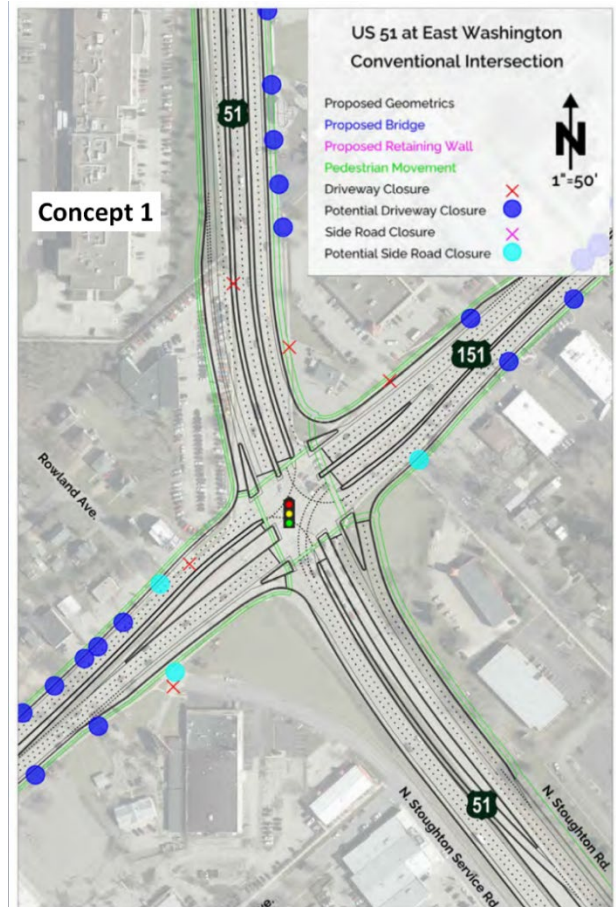 US 51 at East Washington
Conventional Intersection
Proposed Geometrics
Proposed Bridge
Proposed Retaining Wall
Pedestrian Movement
Driveway Closure
Potential Driveway Closure
Side Road Closure
Potential Side Road Closure
N
1"=50'
51
Concept 1
151
Rowland Ave.
51
N. Stoughton Rd.
N. Stoughton Service Rd.